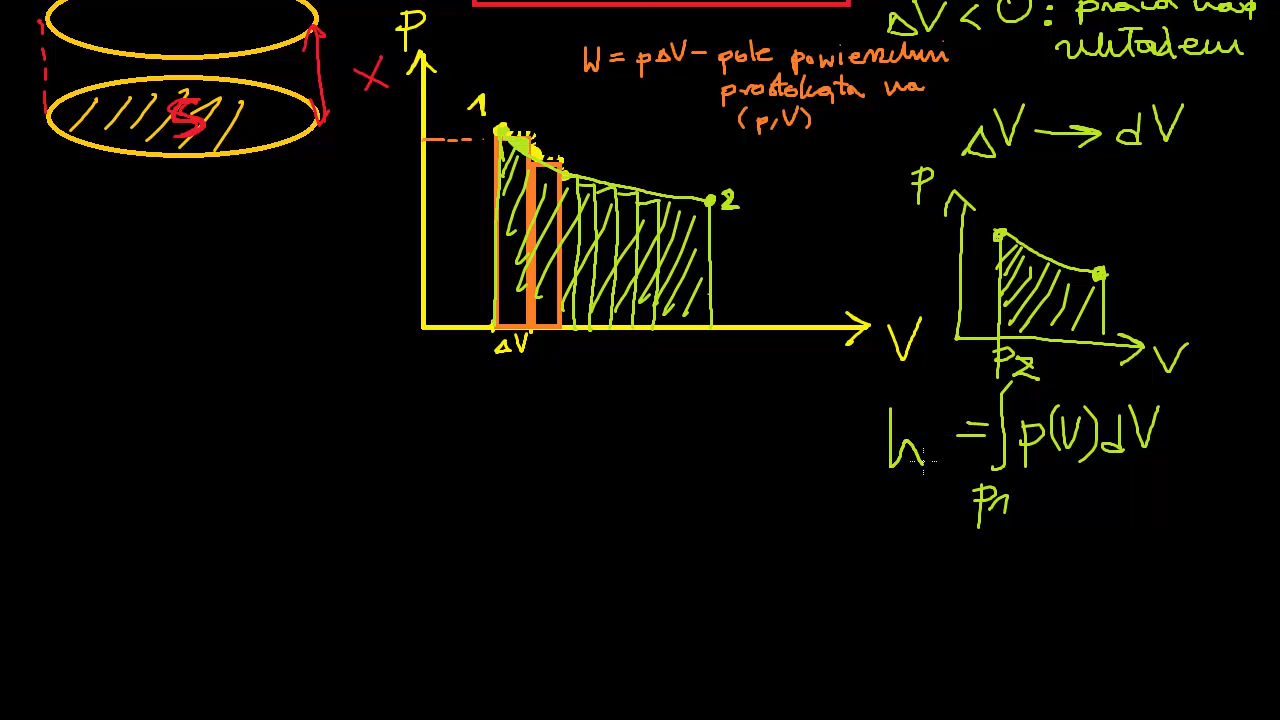 ΔV < 0: praca nad
układem
P
W = pΔV - pole powierzchni
prostokąta na
(p, V)
x
S
1
2
ΔV
V
ΔV → dV
P
V
p2
= ∫ p(V)dV
p1